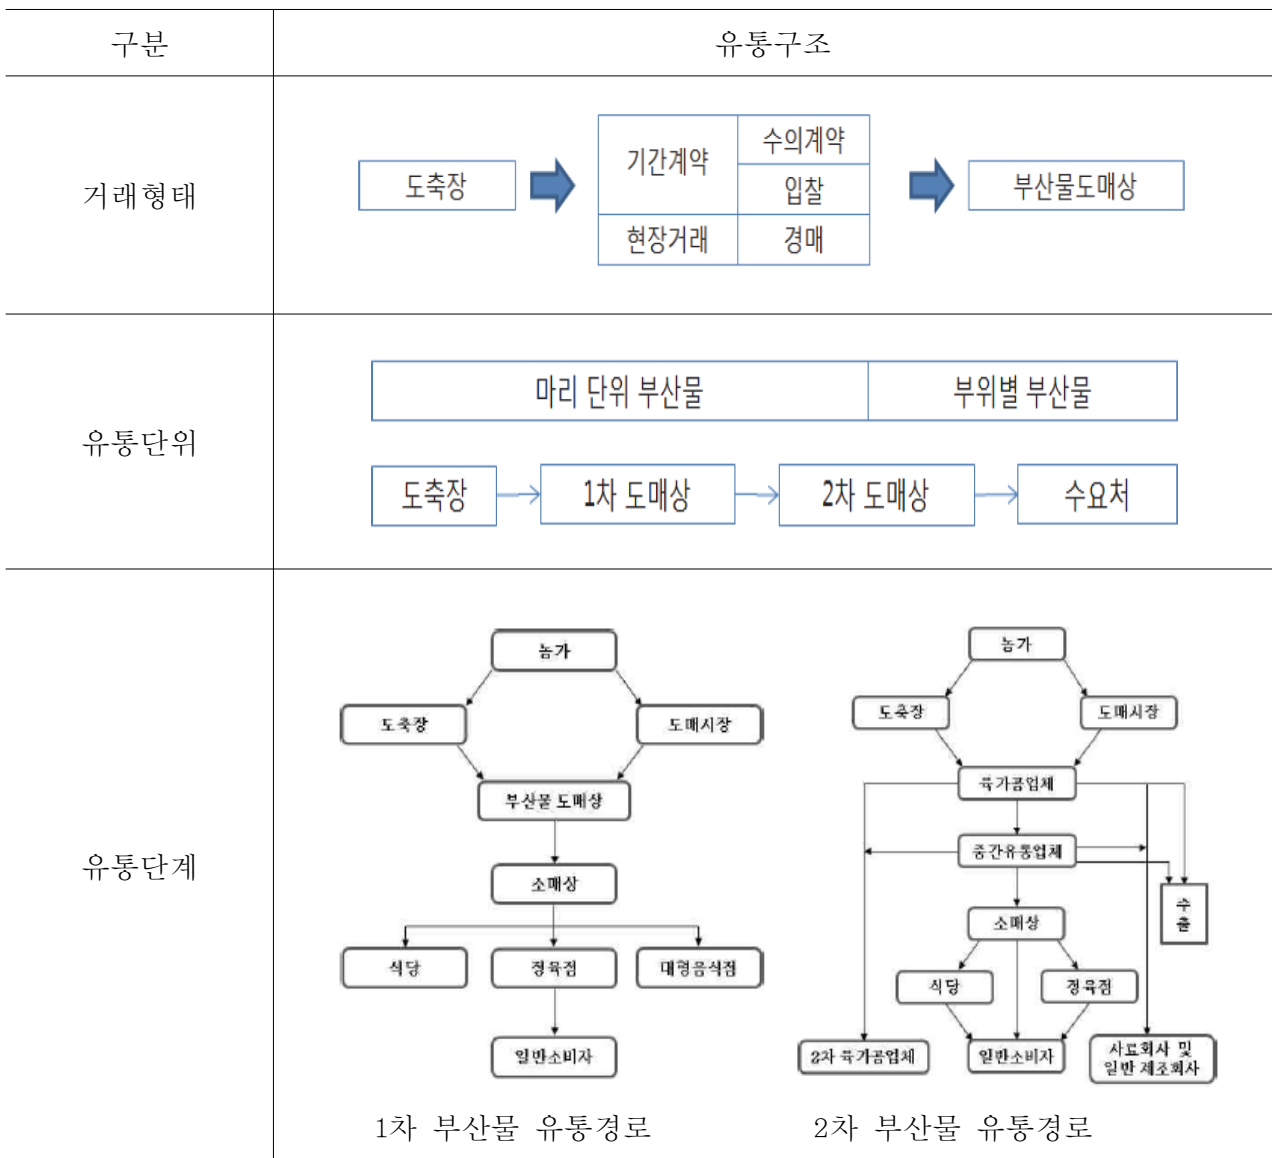 구분
유통구조
거래형태
도축장
기간계약
수의계약
입찰
현장거래
경매
부산물도매상
유통단위
마리 단위 부산물
부위별 부산물
도축장
1차 도매상
2차 도매상
수요처
유통단계
농가
도축장
도매시장
부산물 도매상
소매상
식당
정육점
대형음식점
일반소비자
1차 부산물 유통경로
농가
도축장
도매시장
육가공업체
중간유통업체
수
출
소매상
식당
정육점
2차 육가공업체
일반소비자
사료회사 및
일반 제조회사
2차 부산물 유통경로